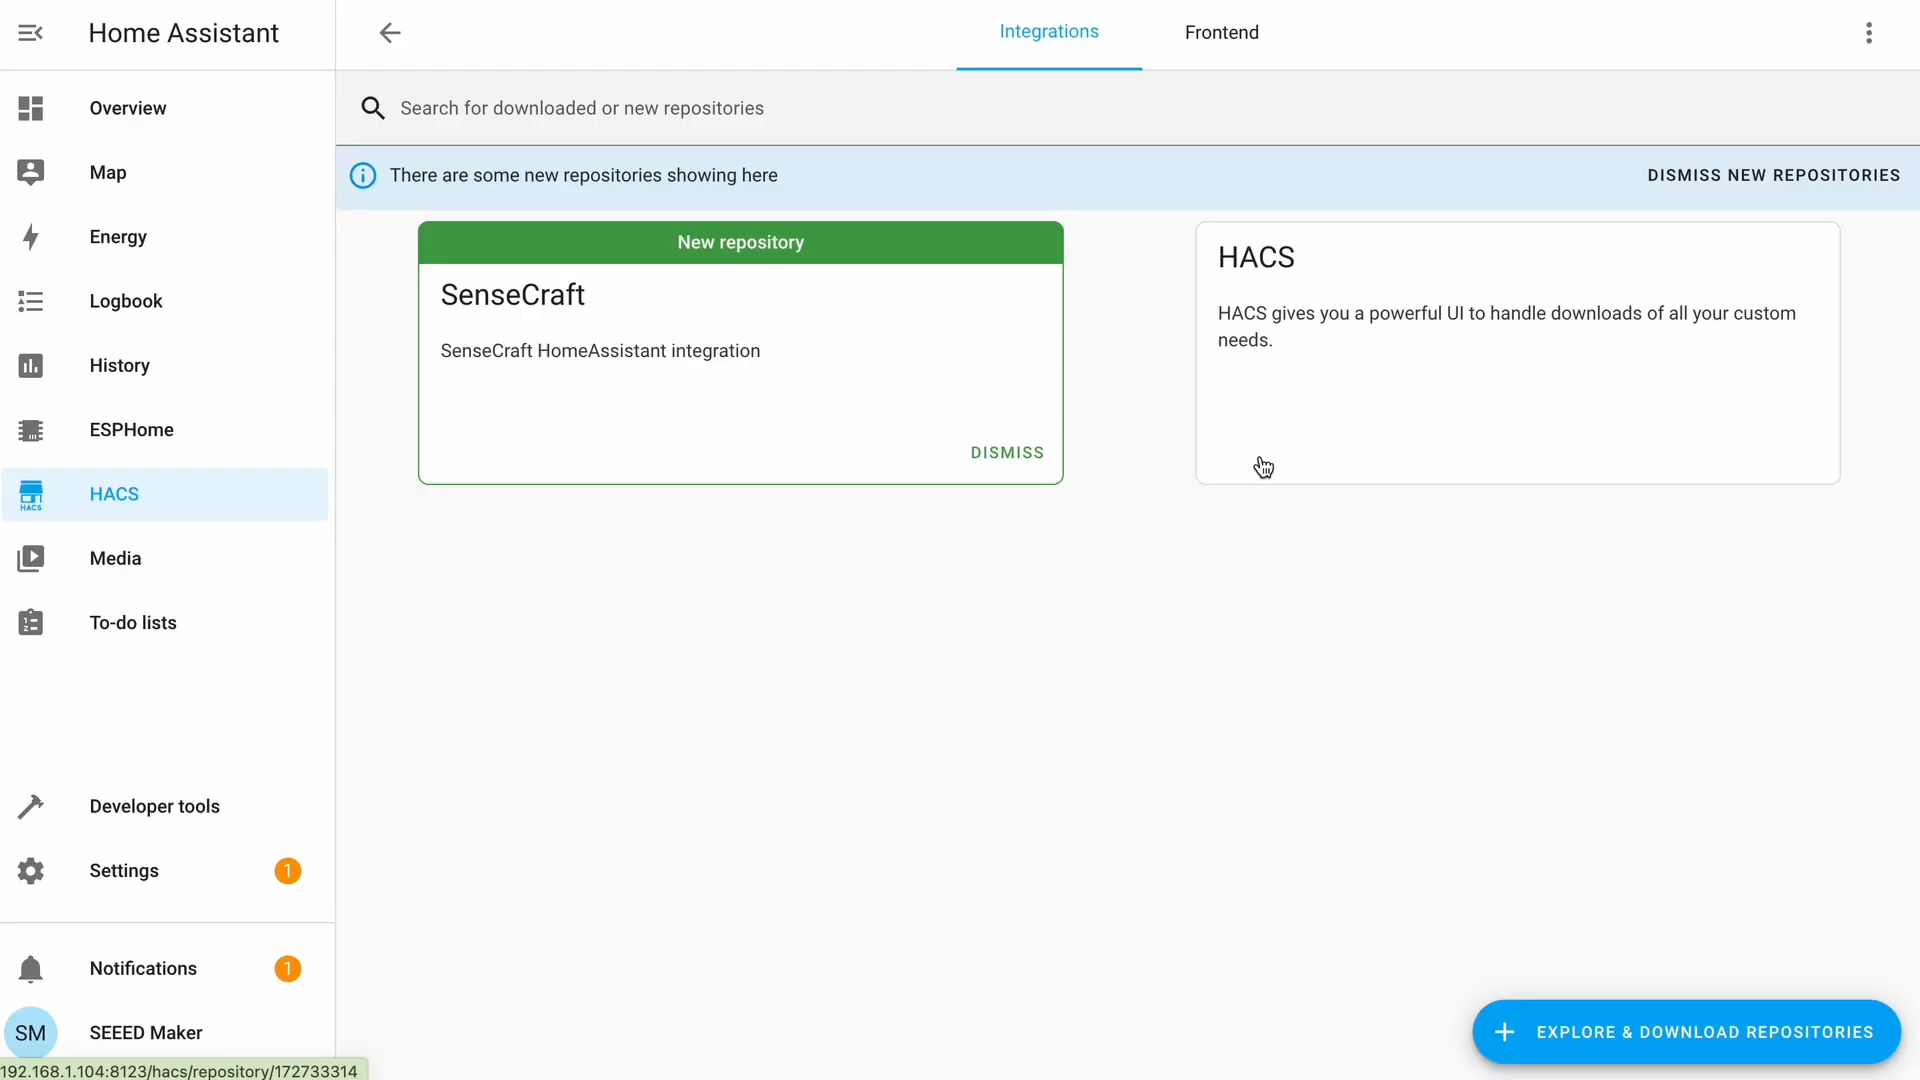 Home Assistant
Integrations
Frontend
Search for downloaded or new repositories
There are some new repositories showing here
DISMISS NEW REPOSITORIES
Overview
Map
Energy
Logbook
History
ESPHome
HACS
HACS
Media
To-do lists
Developer tools
Settings
1
Notifications
1
SM
SEEED Maker
192.168.1.104:8123/hacs/repository/172733314
New repository
SenseCraft
SenseCraft HomeAssistant integration
DISMISS
HACS
HACS gives you a powerful UI to handle downloads of all your custom
needs.
EXPLORE & DOWNLOAD REPOSITORIES